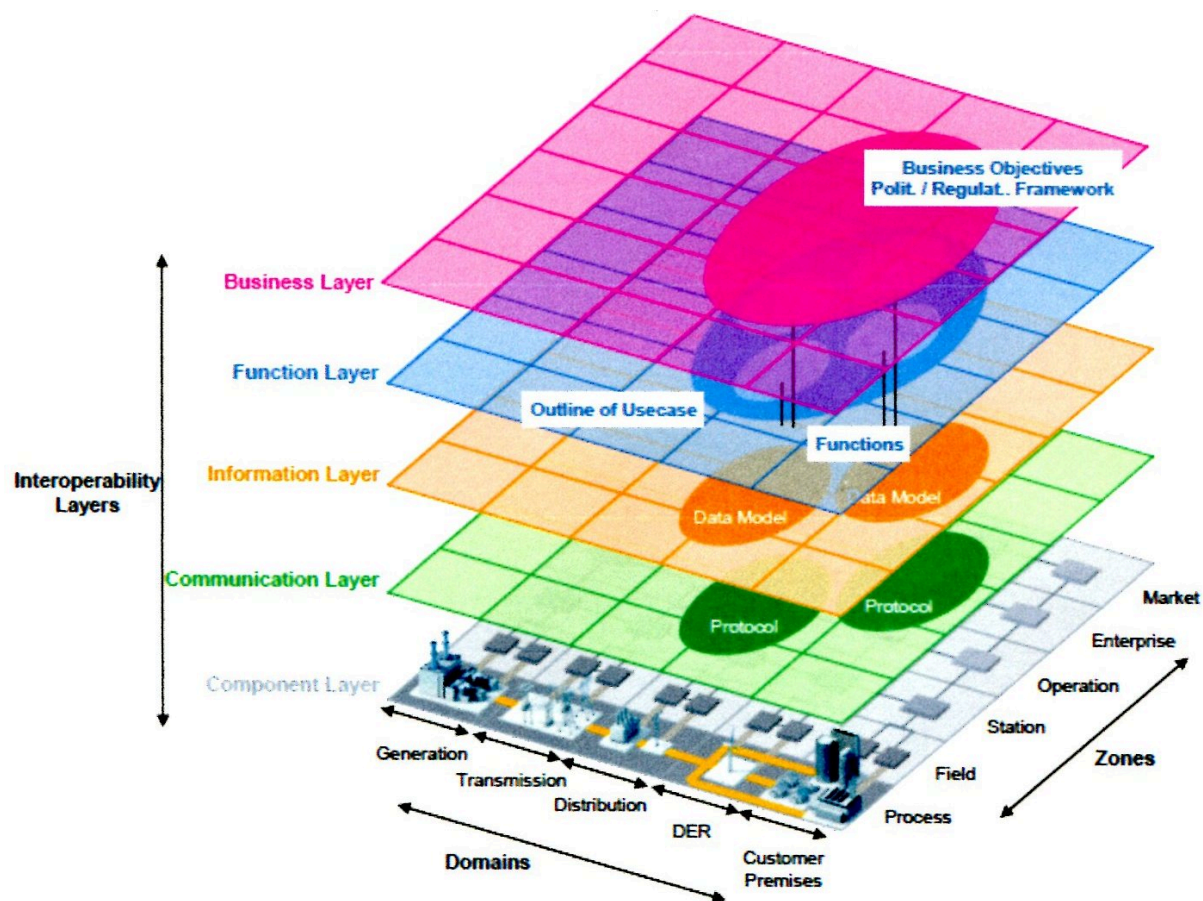 Business Objectives
Polit. / Regulat.. Framework
Business Layer
Function Layer
Outline of Usecase
Functions
Interoperability
Layers
Information Layer
Data Model
Data Model
Communication Layer
Protocol
Protocol
Component Layer
Market
Enterprise
Operation
Station
Field
Process
Zones
Generation
Transmission
Distribution
DER
Customer
Premises
Domains